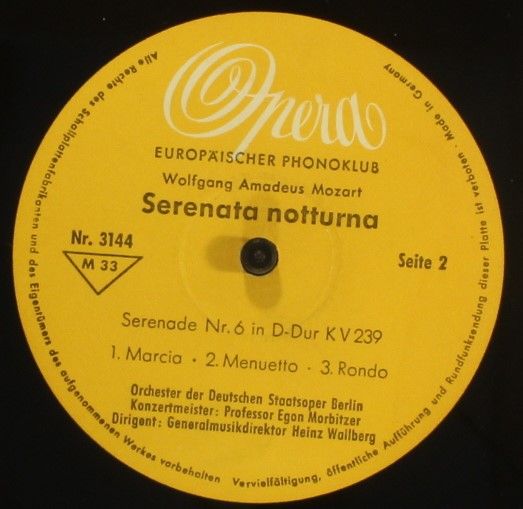 Opera
EUROPÄISCHER PHONOKLUB
Wolfgang Amadeus Mozart
Serenata notturna
Nr. 3144
M 33
Seite 2
Serenade Nr. 6 in D-Dur KV 239
1. Marcia · 2. Menuetto · 3. Rondo
Orchester der Deutschen Staatsoper Berlin
Konzertmeister: Professor Egon Morbitzer
Dirigent: Generalmusikdirektor Heinz Wallberg
Alle Rechte des Schallplattenfabrikanten und des Eigentümers des aufgenommenen Werkes vorbehalten Vervielfältigung, öffentliche Aufführung und Rundfunksendung dieser Platte ist verboten · Made in Germany